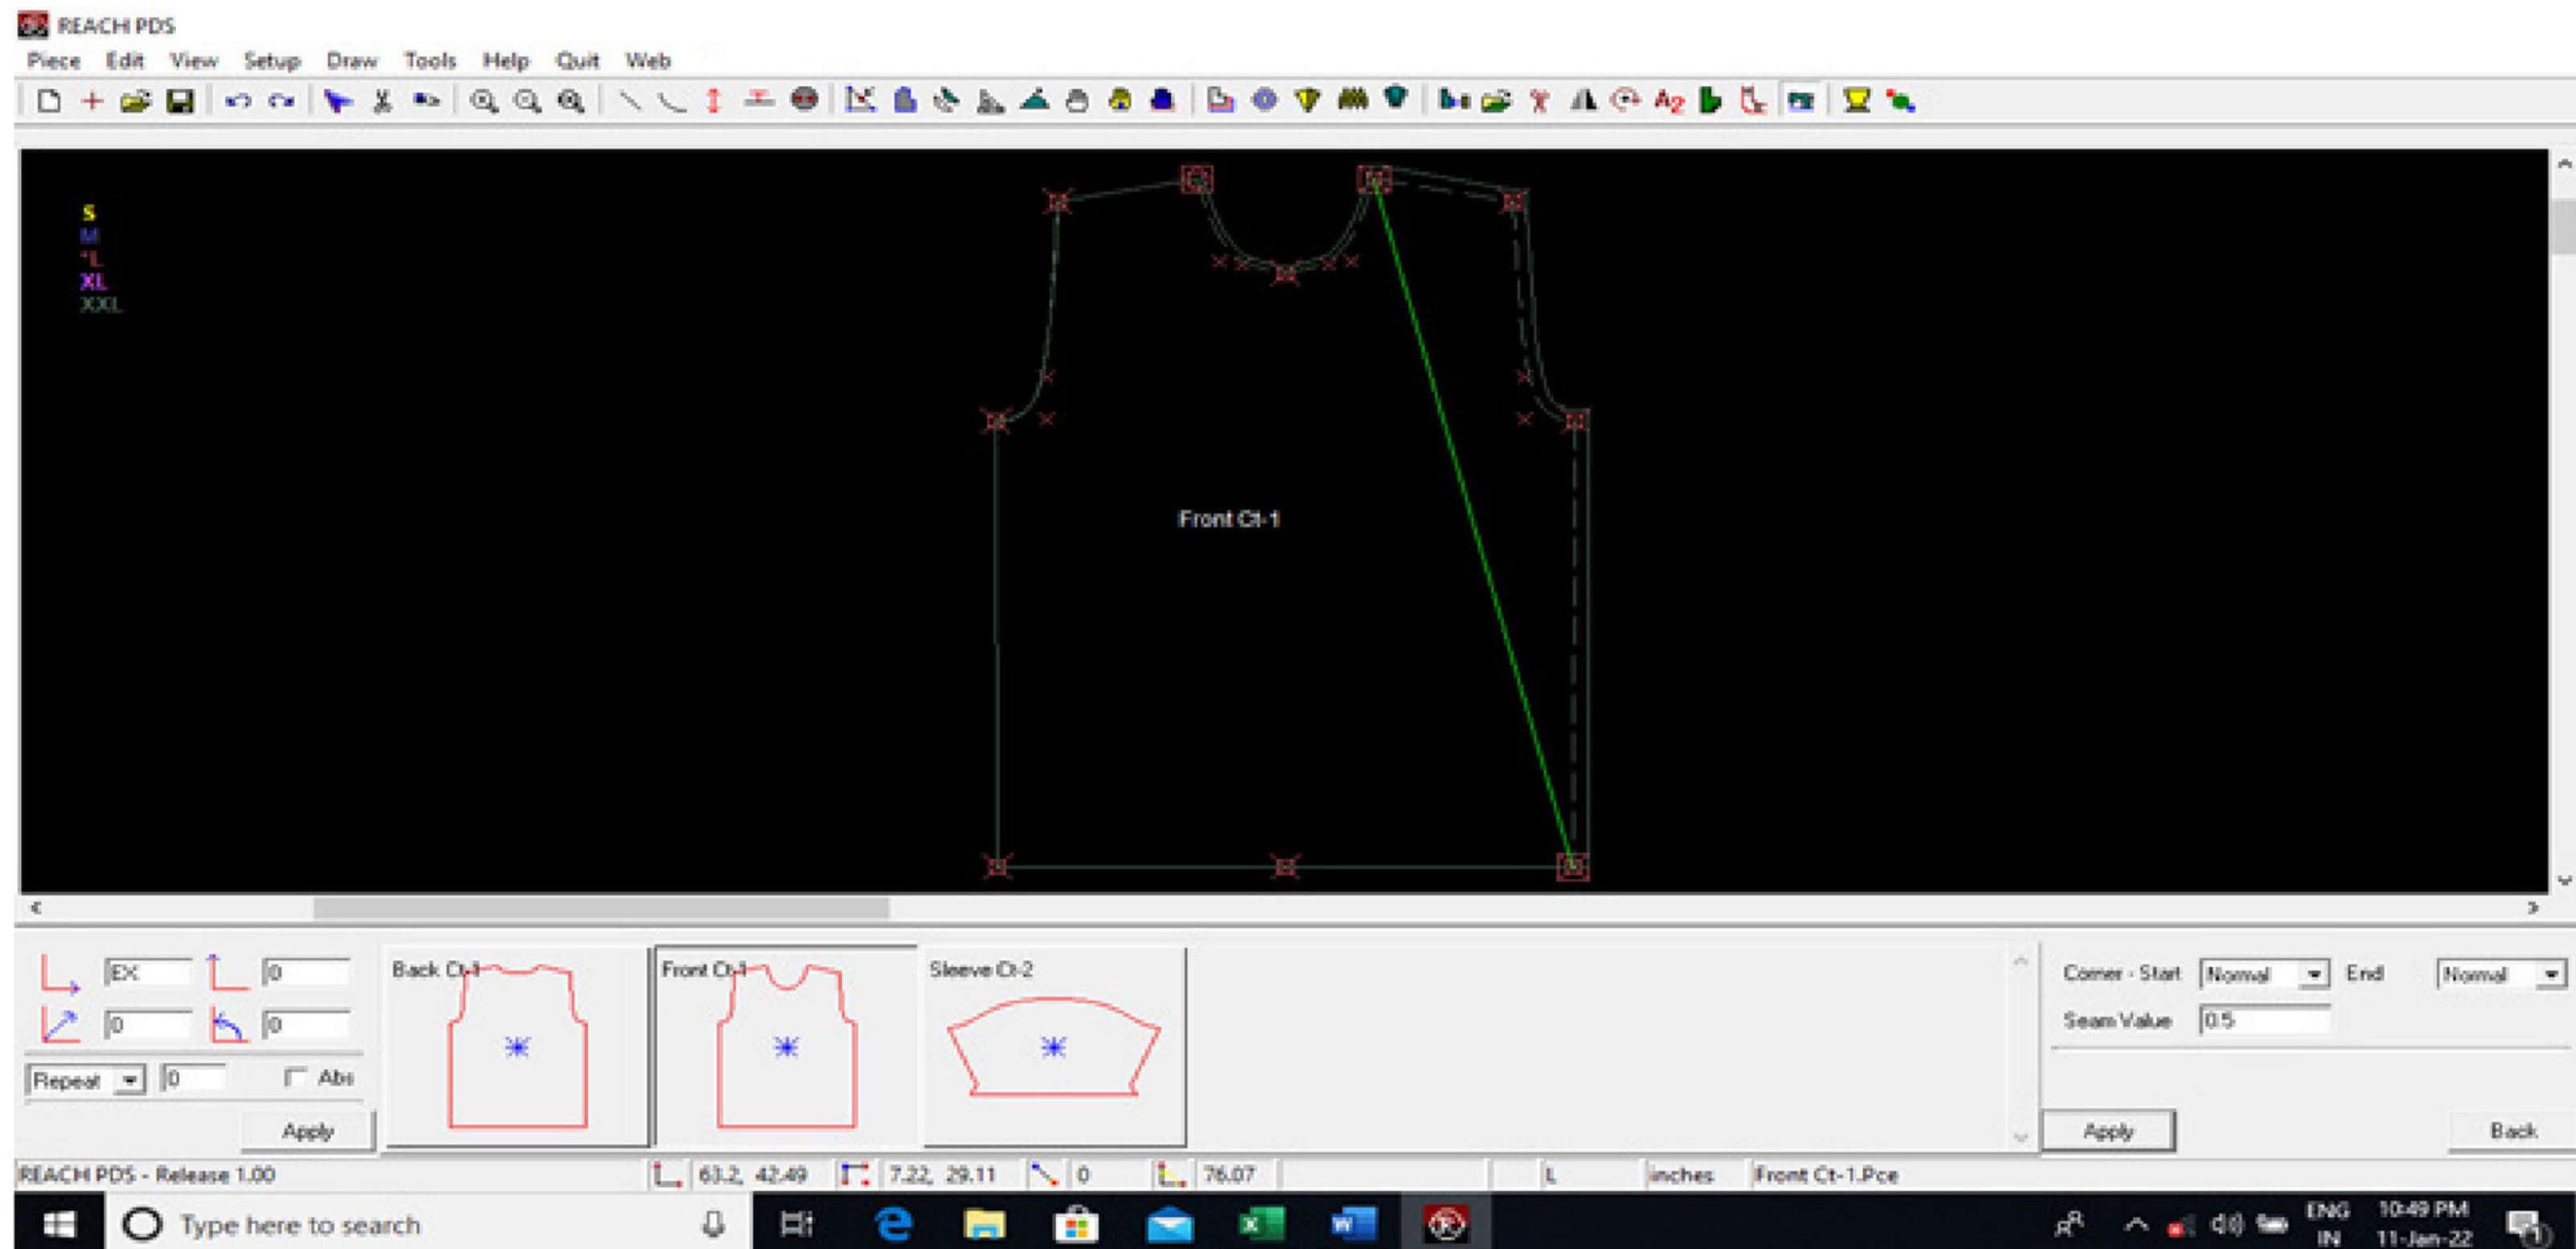 REACH PDS
Piece Edit View Setup Draw Tools Help Quit Web
S
M
*L
XL
XXL
Front Ct-1
EX 0
0 0
Repeat 0 Abs
Apply
Back Ct-1
Front Ct-1
Sleeve Ct-2
Corner - Start Normal End Normal
Seam Value 0.5
Apply Back
REACH PDS - Release 1.00 63.2, 42.49 7.22, 29.11 0 76.07 L inches Front Ct-1.Pce
Type here to search
ENG
IN
10:49 PM
11-Jan-22